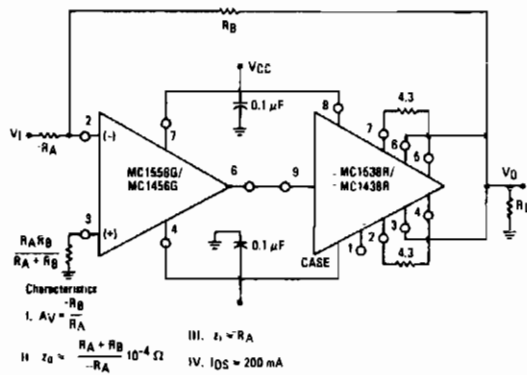 RB
VCC
0.1 µF
4.3
8
7
6
5
VI
-RA
2
(-)
7
MC1556G/
MC1456G
6
9
MC1538R/
MC1438R
VO
RL
3
(+)
4
0.1 µF
CASE
1
2
3
4
4.3
RA RB
RA + RB
Characteristics
I. AV = -RB
RA
II. zo = RA + RB 10-4 Ω
-RA
III. zi = -RA
IV. IOS = 200 mA